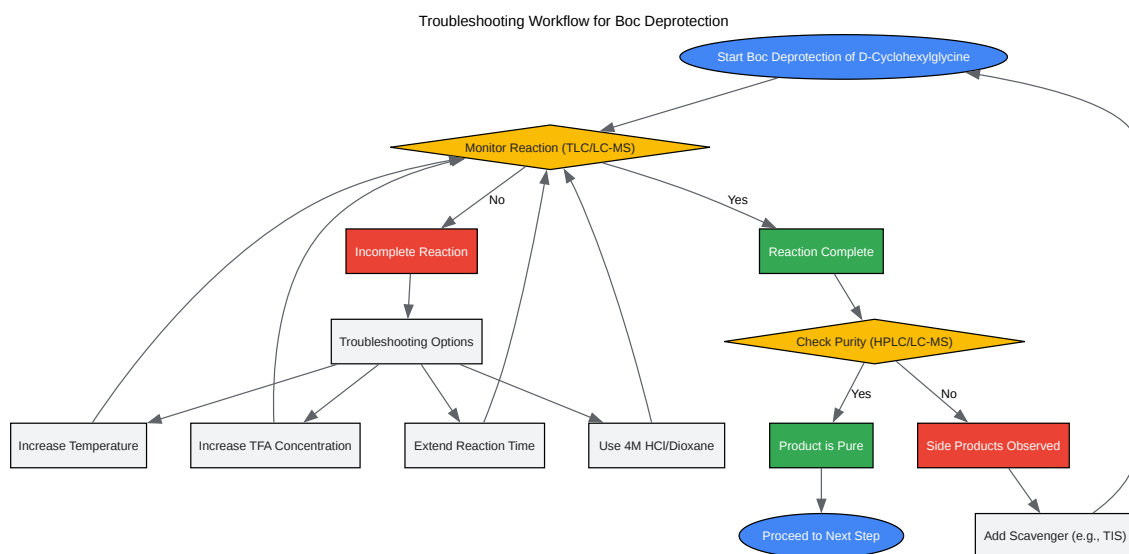 Troubleshooting Workflow for Boc Deprotection
Start Boc Deprotection of D-Cyclohexylglycine
Monitor Reaction (TLC/LC-MS)
No
Yes
Incomplete Reaction
Reaction Complete
Troubleshooting Options
Check Purity (HPLC/LC-MS)
Yes
No
Increase Temperature
Increase TFA Concentration
Extend Reaction Time
Use 4M HCl/Dioxane
Product is Pure
Side Products Observed
Proceed to Next Step
Add Scavenger (e.g., TIS)